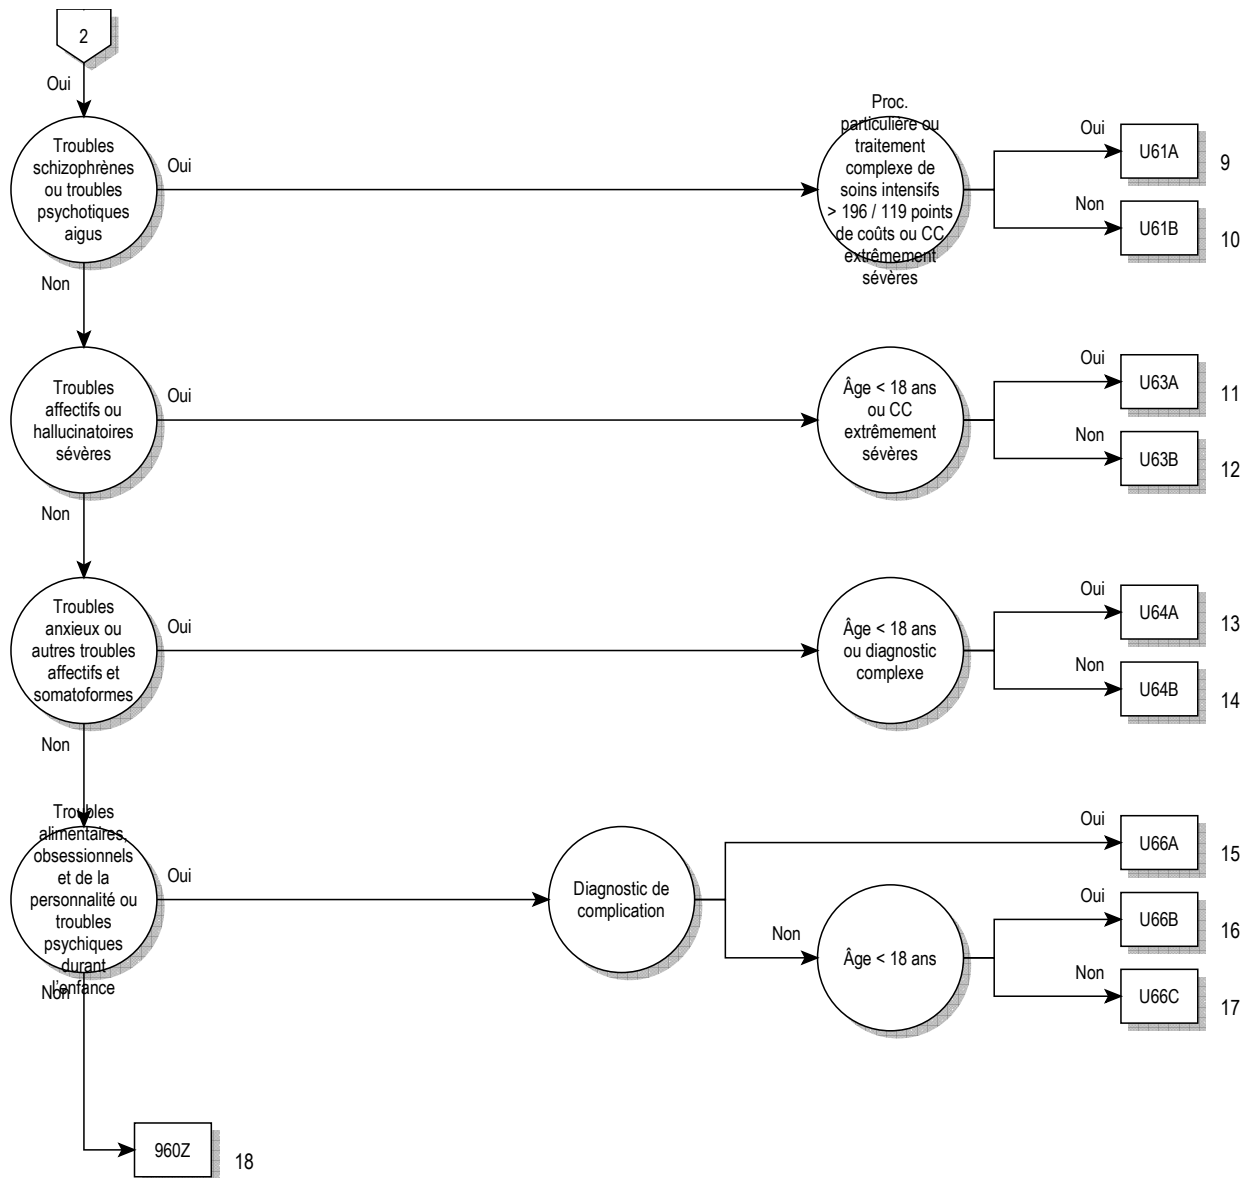 2
Oui
Troubles
schizophrènes
ou troubles
psychotiques
aigus
Oui
Proc.
particulière ou
traitement
complexe de
soins intensifs
> 196 / 119 points
de coûts ou CC
extrêmement
sévères
Oui
U61A
9
Non
U61B
10
Non
Troubles
affectifs ou
hallucinatoires
sévères
Oui
Âge < 18 ans
ou CC
extrêmement
sévères
Oui
U63A
11
Non
U63B
12
Non
Troubles
anxieux ou
autres troubles
affectifs et
somatoformes
Oui
Âge < 18 ans
ou diagnostic
complexe
Oui
U64A
13
Non
U64B
14
Non
Troubles
alimentaires,
obsessionnels
et de la
personnalité ou
troubles
psychiques
durant
l'enfance
Oui
Diagnostic de
complication
Oui
U66A
15
Non
Âge < 18 ans
Oui
U66B
16
Non
U66C
17
Non
960Z
18